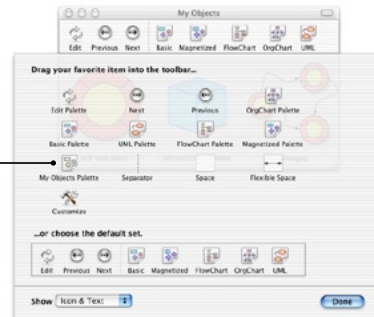 My Objects
Edit Previous Next Basic Magnetized FlowChart OrgChart UML
Drag your favorite item into the toolbar...
Edit Palette Next Previous OrgChart Palette
Basic Palette UML Palette FlowChart Palette Magnetized Palette
My Objects Palette Separator Space Flexible Space
Customize
...or choose the default set.
Edit Previous Next Basic Magnetized FlowChart OrgChart UML
Show Icon & Text Done